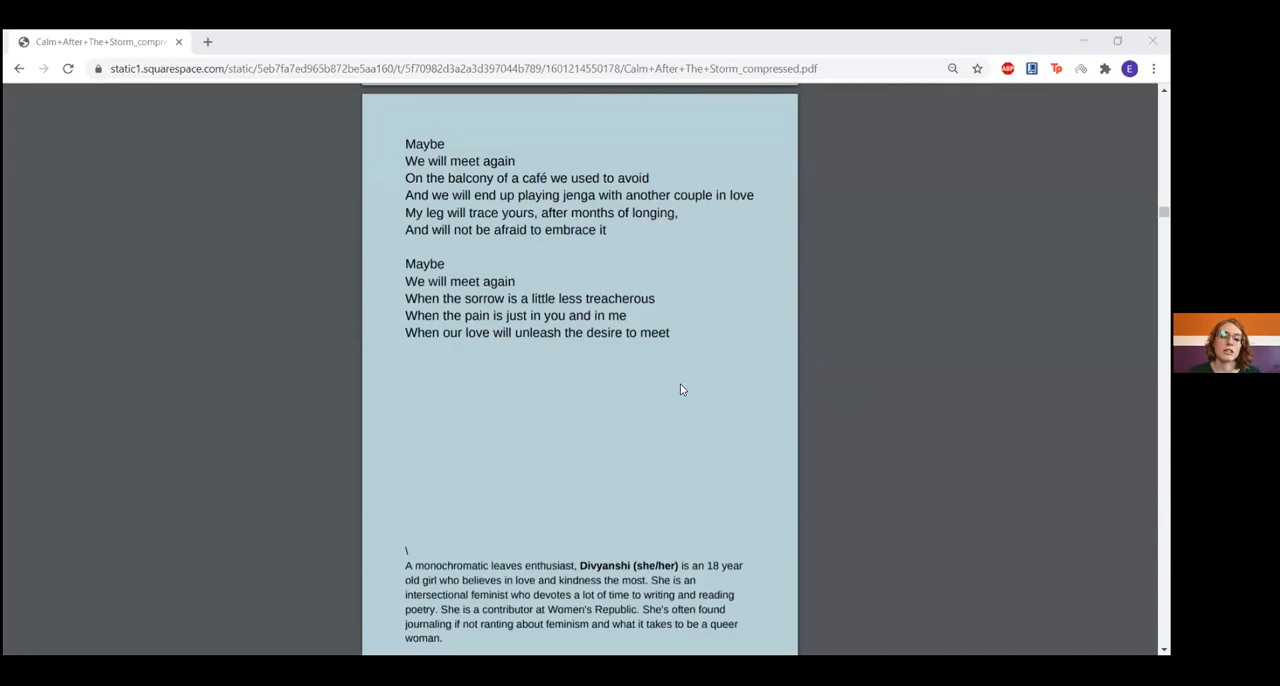 Calm+After+The+Storm_compre
static1.squarespace.com/static/5eb7fa7ed965b872be5aa160/t/5f70982d3a2a3d397044b789/1601214550178/Calm+After+The+Storm_compressed.pdf
ABP
Tp
E
Maybe
We will meet again
On the balcony of a café we used to avoid
And we will end up playing jenga with another couple in love
My leg will trace yours, after months of longing,
And will not be afraid to embrace it
Maybe
We will meet again
When the sorrow is a little less treacherous
When the pain is just in you and in me
When our love will unleash the desire to meet
\
A monochromatic leaves enthusiast, Divyanshi (she/her) is an 18 year
old girl who believes in love and kindness the most. She is an
intersectional feminist who devotes a lot of time to writing and reading
poetry. She is a contributor at Women's Republic. She's often found
journaling if not ranting about feminism and what it takes to be a queer
woman.